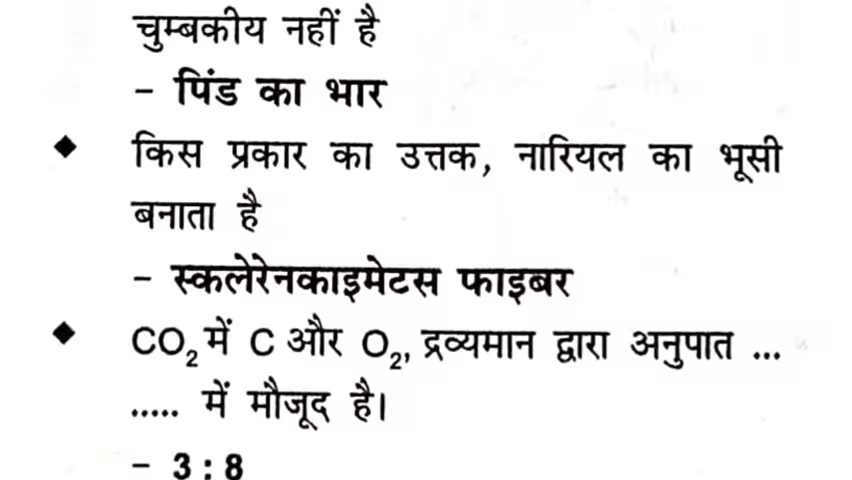 चुम्बकीय नहीं है
– पिंड का भार
◆ किस प्रकार का उत्तक, नारियल का भूसी
बनाता है
– स्कलेरेनकाइमेटस फाइबर
◆ CO₂ में C और O₂, द्रव्यमान द्वारा अनुपात ...
..... में मौजूद है।
– 3 : 8